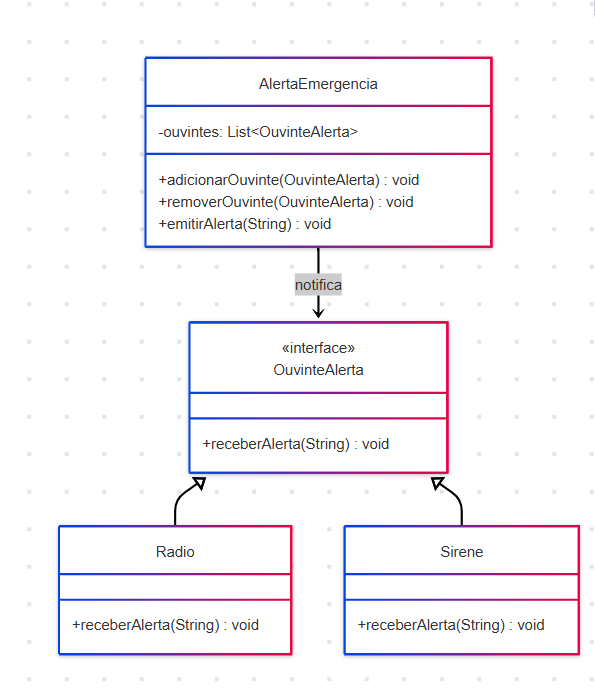 AlertaEmergencia
-ouvintes: List<OuvinteAlerta>
+adicionarOuvinte(OuvinteAlerta) : void
+removerOuvinte(OuvinteAlerta) : void
+emitirAlerta(String) : void
notifica
«interface»
OuvinteAlerta
+receberAlerta(String) : void
Radio
+receberAlerta(String) : void
Sirene
+receberAlerta(String) : void